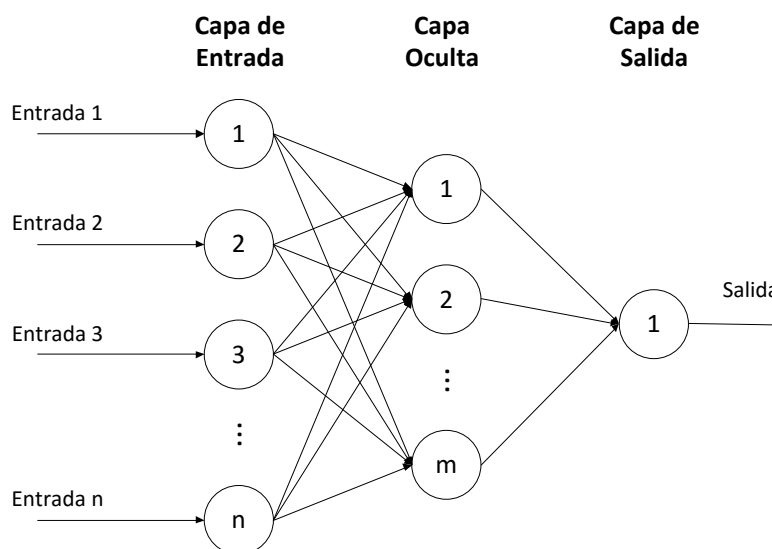 Capa de
Entrada
Capa
Oculta
Capa de
Salida
Entrada 1
1
Entrada 2
2
Entrada 3
3
⋮
Entrada n
n
1
2
⋮
m
1
Salida